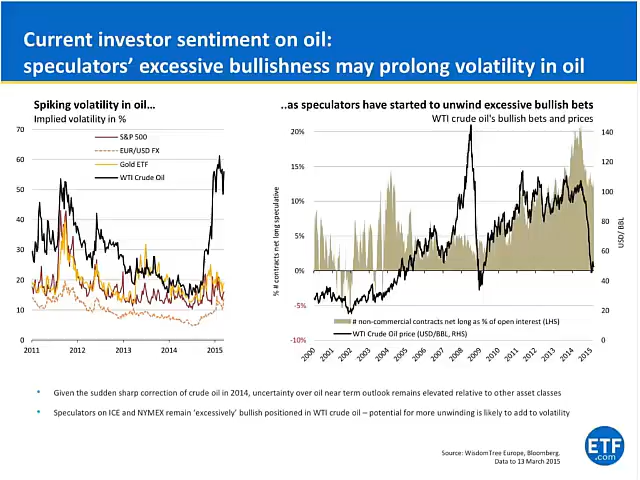 Current investor sentiment on oil:
speculators' excessive bullishness may prolong volatility in oil
Spiking volatility in oil...
Implied volatility in %
70
60
50
40
30
20
10
0
S&P 500
EUR/USD FX
Gold ETF
WTI Crude Oil
2011
2012
2013
2014
2015
..as speculators have started to unwind excessive bullish bets
WTI crude oil's bullish bets and prices
% # contracts net long speculative
20%
15%
10%
5%
0%
-5%
-10%
140
120
100
80
60
40
20
0
USD/ BBL
# non-commercial contracts net long as % of open interest (LHS)
WTI Crude Oil price (USD/BBL, RHS)
2000
2001
2002
2003
2004
2005
2006
2007
2008
2009
2010
2011
2012
2013
2014
2015
• Given the sudden sharp correction of crude oil in 2014, uncertainty over oil near term outlook remains elevated relative to other asset classes
• Speculators on ICE and NYMEX remain 'excessively' bullish positioned in WTI crude oil – potential for more unwinding is likely to add to volatility
Source: WisdomTree Europe, Bloomberg.
Data to 13 March 2015
ETF
.com